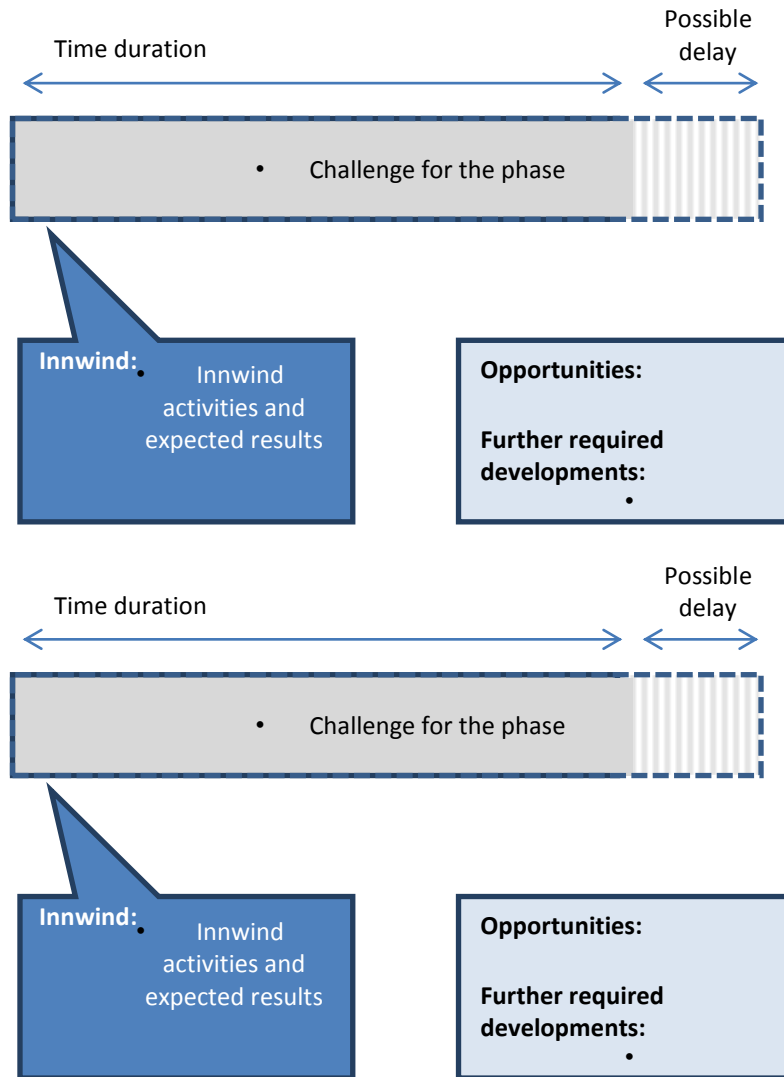 Possible
delay
Time duration
• Challenge for the phase
Innwind:
• Innwind
activities and
expected results
Opportunities:
Further required
developments:
•
Possible
delay
Time duration
• Challenge for the phase
Innwind:
• Innwind
activities and
expected results
Opportunities:
Further required
developments:
•